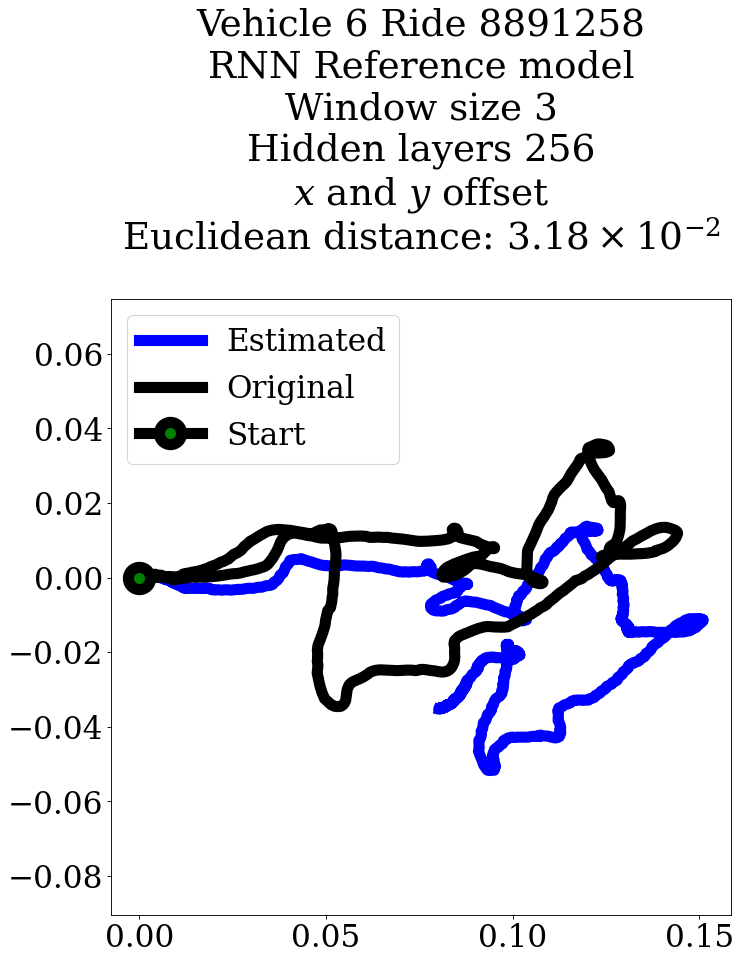 Vehicle 6 Ride 8891258
RNN Reference model
Window size 3
Hidden layers 256
x and y offset
Euclidean distance: 3.18 × 10⁻²
Estimated
Original
Start
0.06
0.04
0.02
0.00
−0.02
−0.04
−0.06
−0.08
0.00 0.05 0.10 0.15